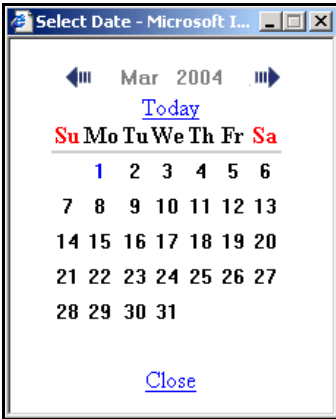 Select Date - Microsoft I...
Mar 2004
Today
Su Mo Tu We Th Fr Sa
1 2 3 4 5 6
7 8 9 10 11 12 13
14 15 16 17 18 19 20
21 22 23 24 25 26 27
28 29 30 31
Close